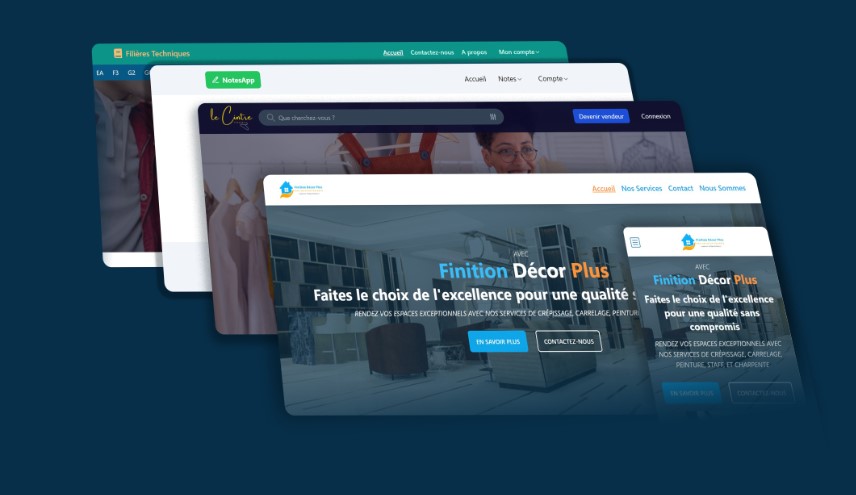 Filières Techniques
Accueil Contactez-nous A propos Mon compte
EA F3 G2
NotesApp
Accueil Notes Compte
le Cintre
Que cherchez-vous ?
Devenir vendeur Connexion
Finition Décor Plus
Accueil Nos Services Contact Nous Sommes
AVEC
Finition Décor Plus
Faites le choix de l'excellence pour une qualité
RENDEZ VOS ESPACES EXCEPTIONNELS AVEC NOS SERVICES DE CRÉPISSAGE, CARRELAGE, PEINTUR
EN SAVOIR PLUS CONTACTEZ-NOUS
AVEC
Finition Décor Plus
Faites le choix de l'excellence
pour une qualité sans
compromis
RENDEZ VOS ESPACES EXCEPTIONNELS AVEC
NOS SERVICES DE CRÉPISSAGE, CARRELAGE,
PEINTURE, STAFF, ET CHARPENTE
EN SAVOIR PLUS CONTACTEZ-NOUS